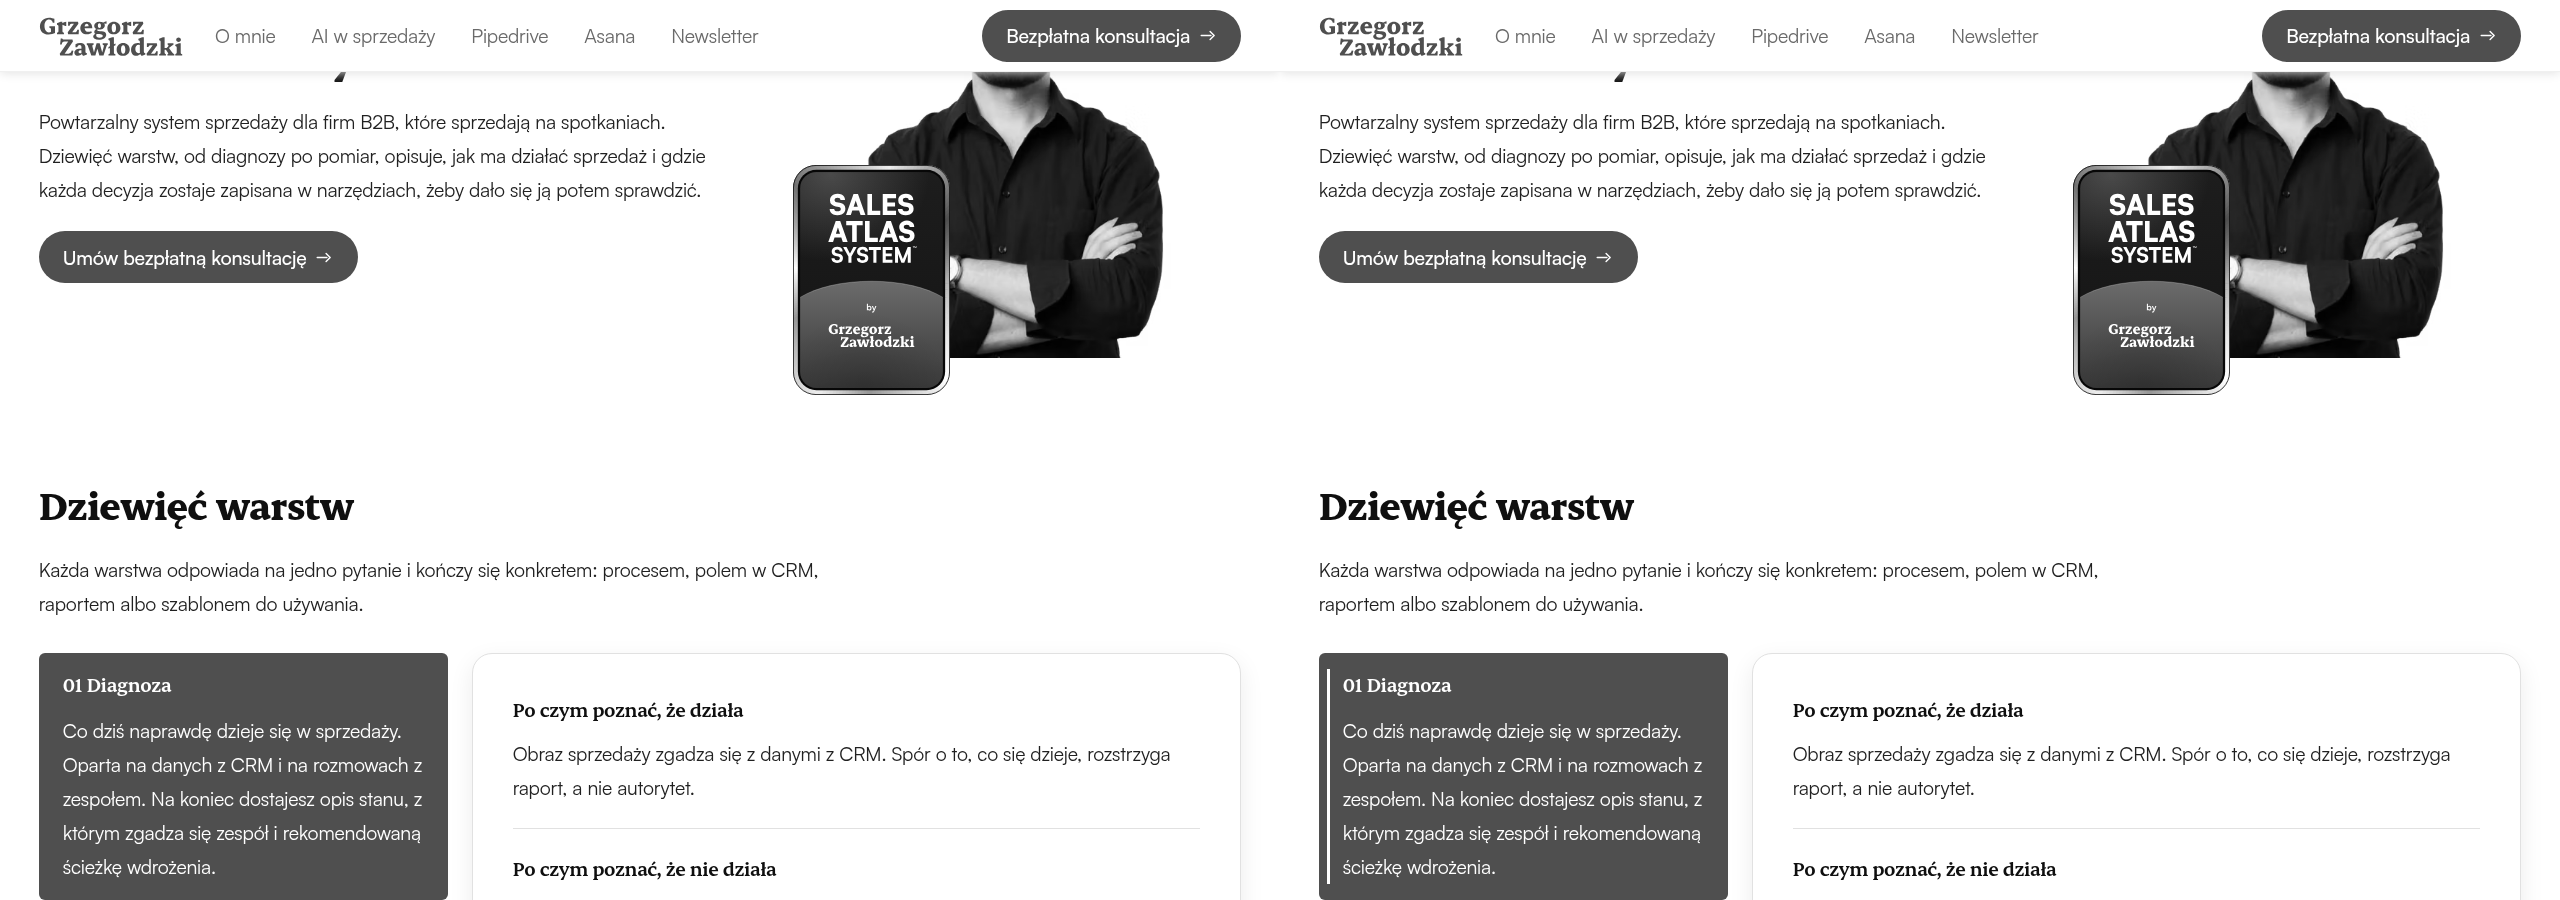 Grzegorz
Zawłodzki
O mnie
AI w sprzedaży
Pipedrive
Asana
Newsletter
Bezpłatna konsultacja →
Powtarzalny system sprzedaży dla firm B2B, które sprzedają na spotkaniach.
Dziewięć warstw, od diagnozy po pomiar, opisuje, jak ma działać sprzedaż i gdzie
każda decyzja zostaje zapisana w narzędziach, żeby dało się ją potem sprawdzić.
Umów bezpłatną konsultację →
SALES
ATLAS
SYSTEM™
by
Grzegorz
Zawłodzki
Dziewięć warstw
Każda warstwa odpowiada na jedno pytanie i kończy się konkretem: procesem, polem w CRM,
raportem albo szablonem do używania.
01 Diagnoza
Co dziś naprawdę dzieje się w sprzedaży.
Oparta na danych z CRM i na rozmowach z
zespołem. Na koniec dostajesz opis stanu, z
którym zgadza się zespół i rekomendowaną
ścieżkę wdrożenia.
Po czym poznać, że działa
Obraz sprzedaży zgadza się z danymi z CRM. Spór o to, co się dzieje, rozstrzyga
raport, a nie autorytet.
Po czym poznać, że nie działa
Grzegorz
Zawłodzki
O mnie
AI w sprzedaży
Pipedrive
Asana
Newsletter
Bezpłatna konsultacja →
Powtarzalny system sprzedaży dla firm B2B, które sprzedają na spotkaniach.
Dziewięć warstw, od diagnozy po pomiar, opisuje, jak ma działać sprzedaż i gdzie
każda decyzja zostaje zapisana w narzędziach, żeby dało się ją potem sprawdzić.
Umów bezpłatną konsultację →
SALES
ATLAS
SYSTEM™
by
Grzegorz
Zawłodzki
Dziewięć warstw
Każda warstwa odpowiada na jedno pytanie i kończy się konkretem: procesem, polem w CRM,
raportem albo szablonem do używania.
01 Diagnoza
Co dziś naprawdę dzieje się w sprzedaży.
Oparta na danych z CRM i na rozmowach z
zespołem. Na koniec dostajesz opis stanu, z
którym zgadza się zespół i rekomendowaną
ścieżkę wdrożenia.
Po czym poznać, że działa
Obraz sprzedaży zgadza się z danymi z CRM. Spór o to, co się dzieje, rozstrzyga
raport, a nie autorytet.
Po czym poznać, że nie działa